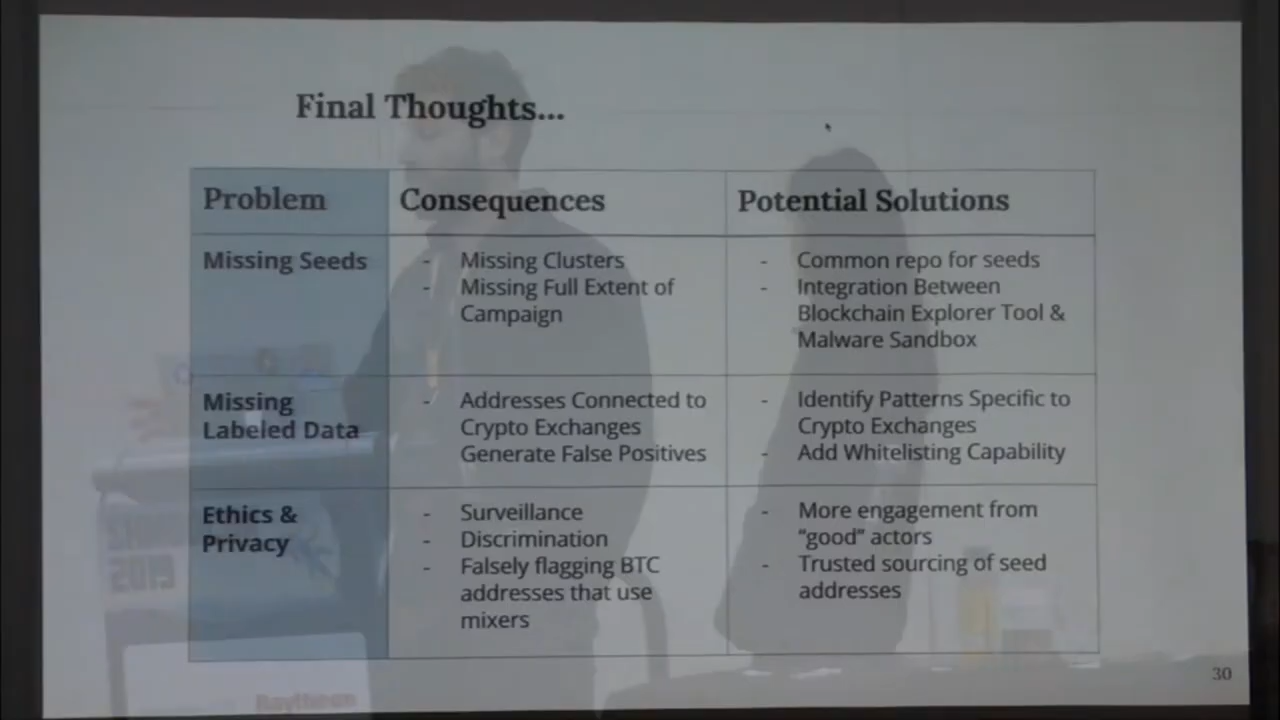 Final Thoughts...
Problem
Consequences
Potential Solutions
Missing Seeds
- Missing Clusters
- Missing Full Extent of
Campaign
- Common repo for seeds
- Integration Between
Blockchain Explorer Tool &
Malware Sandbox
Missing
Labeled Data
- Addresses Connected to
Crypto Exchanges
Generate False Positives
- Identify Patterns Specific to
Crypto Exchanges
- Add Whitelisting Capability
Ethics &
Privacy
- Surveillance
- Discrimination
- Falsely flagging BTC
addresses that use
mixers
- More engagement from
"good" actors
- Trusted sourcing of seed
addresses
30
Raytheon